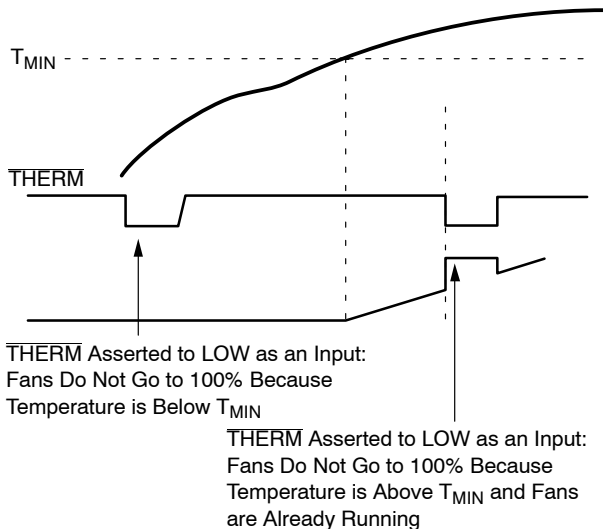 TMIN
THERM
THERM Asserted to LOW as an Input:
Fans Do Not Go to 100% Because
Temperature is Below TMIN
THERM Asserted to LOW as an Input:
Fans Do Not Go to 100% Because
Temperature is Above TMIN and Fans
are Already Running